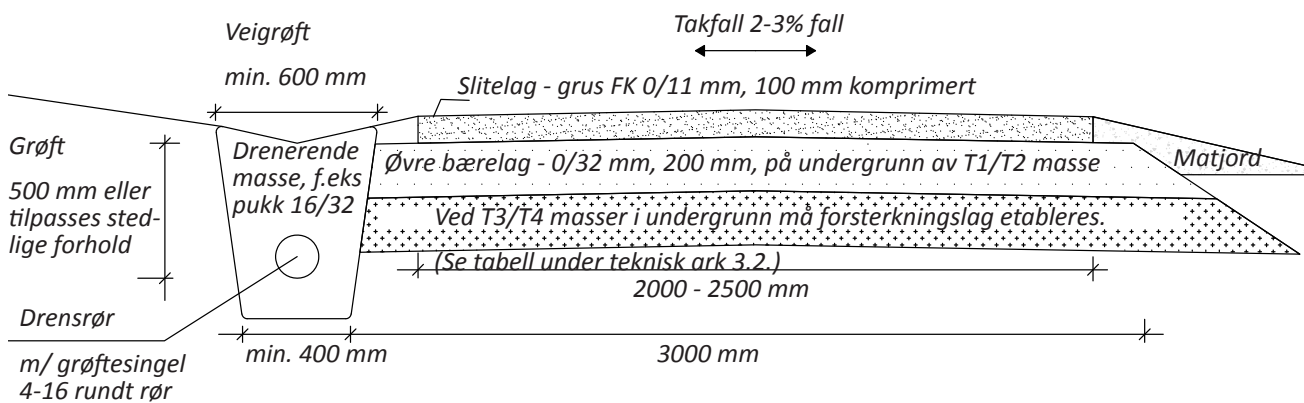 Takfall 2-3% fall
Veigrøft
min. 600 mm
Slitelag - grus FK 0/11 mm, 100 mm komprimert
Grøft
500 mm eller
tilpasses sted-
lige forhold
Drenerende
masse, f.eks
pukk 16/32
Øvre bærelag - 0/32 mm, 200 mm, på undergrunn av T1/T2 masse
Matjord
Ved T3/T4 masser i undergrunn må forsterkningslag etableres.
(Se tabell under teknisk ark 3.2.)
2000 - 2500 mm
Drensrør
m/ grøftesingel
4-16 rundt rør
min. 400 mm
3000 mm